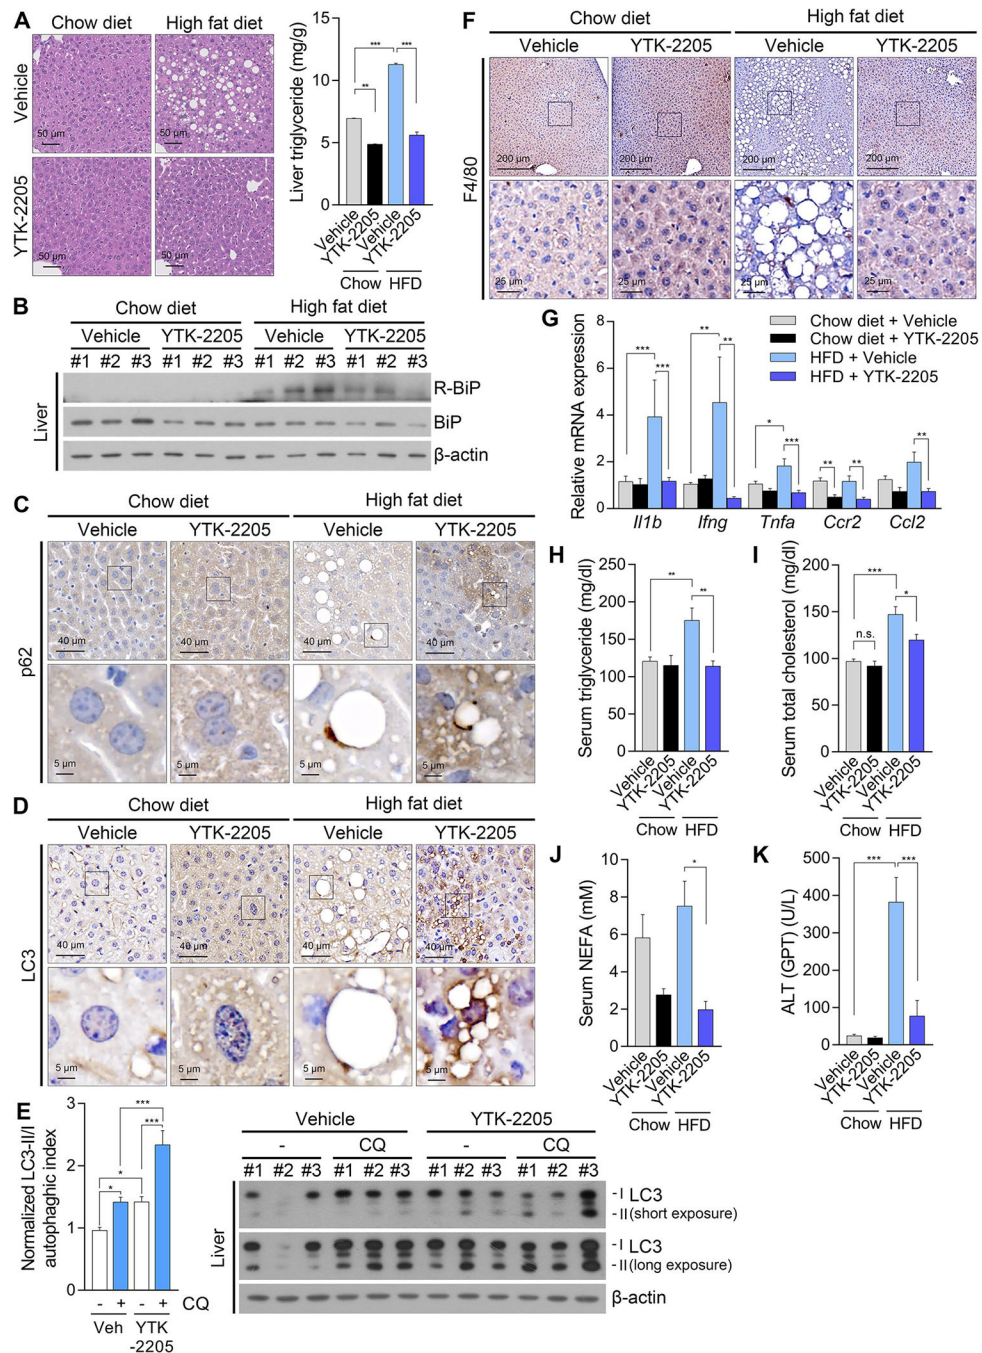 A
Chow diet
High fat diet
Vehicle
YTK-2205
50 µm
50 µm
50 µm
50 µm
Liver triglyceride (mg/g)
15
10
5
0
***
***
**
Vehicle
YTK-2205
Vehicle
YTK-2205
Chow
HFD
B
Chow diet
High fat diet
Vehicle
YTK-2205
Vehicle
YTK-2205
#1 #2 #3 #1 #2 #3 #1 #2 #3 #1 #2 #3
Liver
R-BiP
BiP
β-actin
C
Chow diet
High fat diet
Vehicle
YTK-2205
Vehicle
YTK-2205
p62
40 µm
40 µm
40 µm
40 µm
5 µm
5 µm
5 µm
5 µm
D
Chow diet
High fat diet
Vehicle
YTK-2205
Vehicle
YTK-2205
LC3
40 µm
40 µm
40 µm
40 µm
5 µm
5 µm
5 µm
5 µm
E
Normalized LC3-II/I
autophaghic index
3
2
1
0
***
***
*
*
- + - + CQ
Veh
YTK
-2205
Vehicle
YTK-2205
- CQ - CQ
#1 #2 #3 #1 #2 #3 #1 #2 #3 #1 #2 #3
Liver
-I LC3
-II (short exposure)
-I LC3
-II (long exposure)
β-actin
F
Chow diet
High fat diet
Vehicle
YTK-2205
Vehicle
YTK-2205
F4/80
200 µm
200 µm
200 µm
200 µm
25 µm
25 µm
25 µm
25 µm
G
Relative mRNA expression
8
6
4
2
0
***
***
**
**
*
***
**
**
**
Chow diet + Vehicle
Chow diet + YTK-2205
HFD + Vehicle
HFD + YTK-2205
Il1b
Ifng
Tnfa
Ccr2
Ccl2
H
Serum triglyceride (mg/dl)
250
200
150
100
50
0
**
**
Vehicle
YTK-2205
Vehicle
YTK-2205
Chow
HFD
I
Serum total cholesterol (mg/dl)
200
150
100
50
0
***
*
n.s.
Vehicle
YTK-2205
Vehicle
YTK-2205
Chow
HFD
J
Serum NEFA (mM)
10
8
6
4
2
0
*
Vehicle
YTK-2205
Vehicle
YTK-2205
Chow
HFD
K
ALT (GPT) (U/L)
500
400
300
200
100
0
***
***
Vehicle
YTK-2205
Vehicle
YTK-2205
Chow
HFD